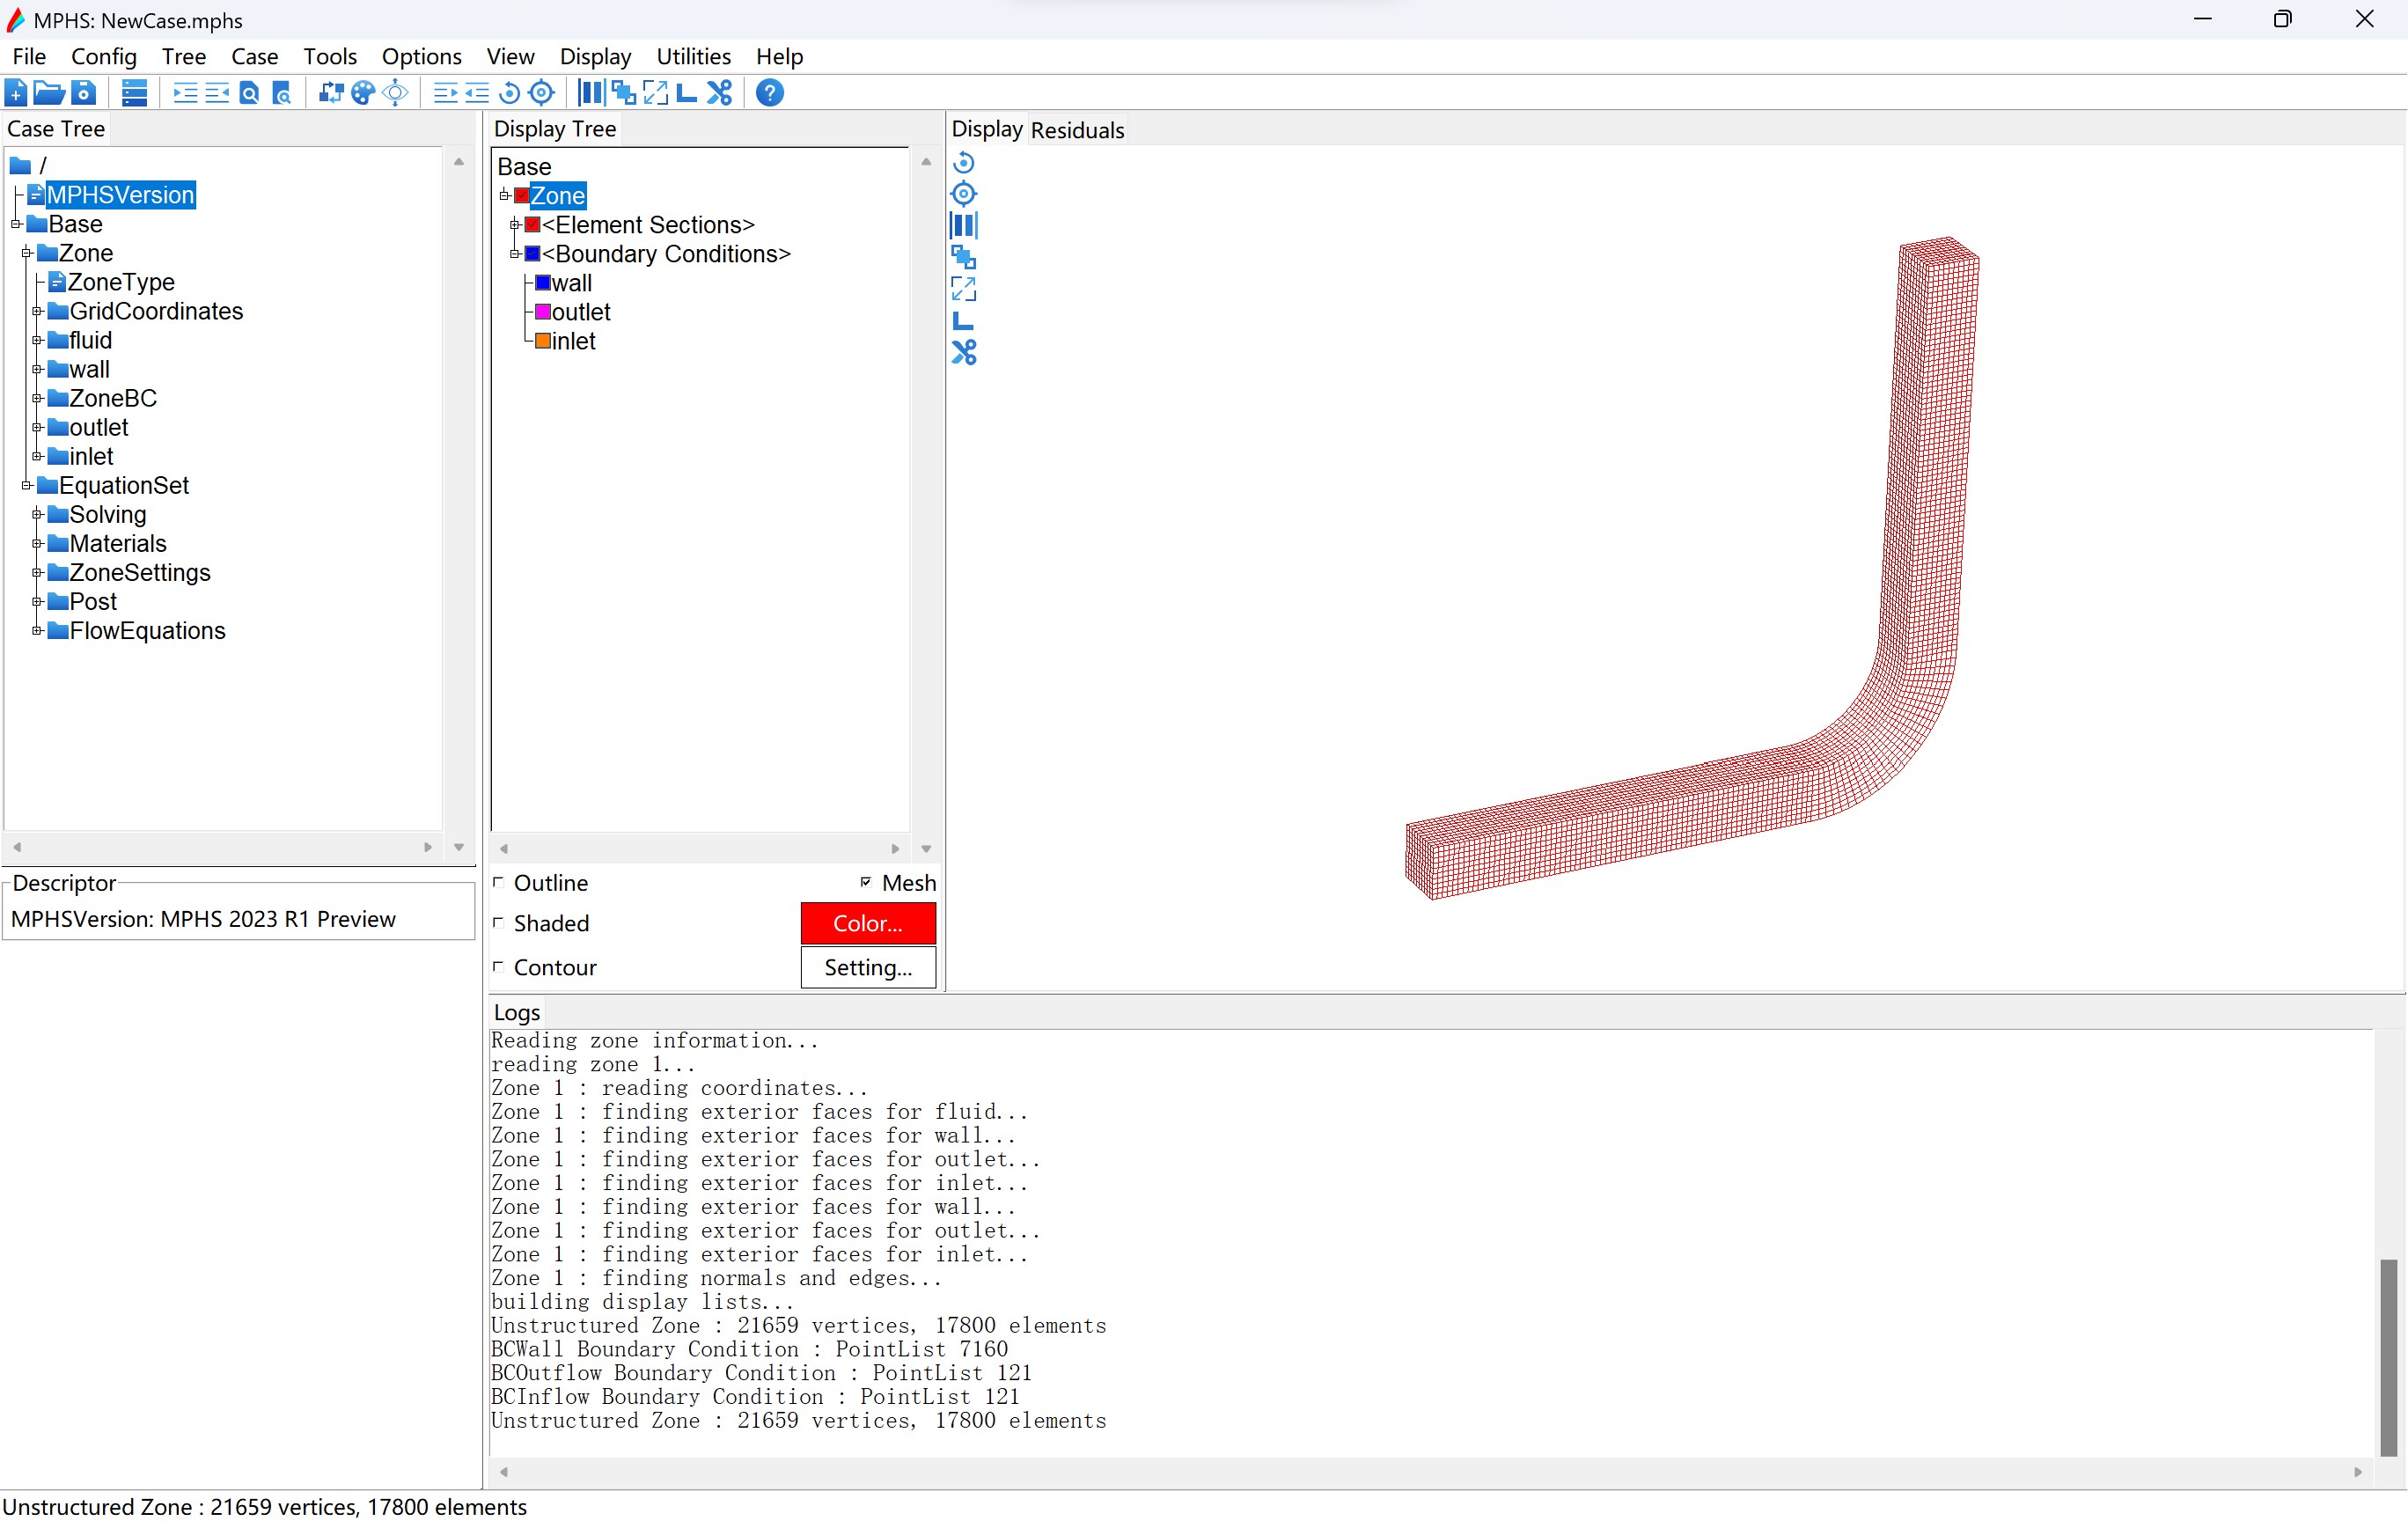 MPHS: NewCase.mphs
File Config Tree Case Tools Options View Display Utilities Help
Case Tree
/
MPHSVersion
Base
Zone
ZoneType
GridCoordinates
fluid
wall
ZoneBC
outlet
inlet
EquationSet
Solving
Materials
ZoneSettings
Post
FlowEquations
Descriptor
MPHSVersion: MPHS 2023 R1 Preview
Display Tree
Base
Zone
<Element Sections>
<Boundary Conditions>
wall
outlet
inlet
Outline Mesh
Shaded Color...
Contour Setting...
Display Residuals
Logs
Reading zone information...
reading zone 1...
Zone 1 : reading coordinates...
Zone 1 : finding exterior faces for fluid...
Zone 1 : finding exterior faces for wall...
Zone 1 : finding exterior faces for outlet...
Zone 1 : finding exterior faces for inlet...
Zone 1 : finding exterior faces for wall...
Zone 1 : finding exterior faces for outlet...
Zone 1 : finding exterior faces for inlet...
Zone 1 : finding normals and edges...
building display lists...
Unstructured Zone : 21659 vertices, 17800 elements
BCWall Boundary Condition : PointList 7160
BCOutflow Boundary Condition : PointList 121
BCInflow Boundary Condition : PointList 121
Unstructured Zone : 21659 vertices, 17800 elements
Unstructured Zone : 21659 vertices, 17800 elements